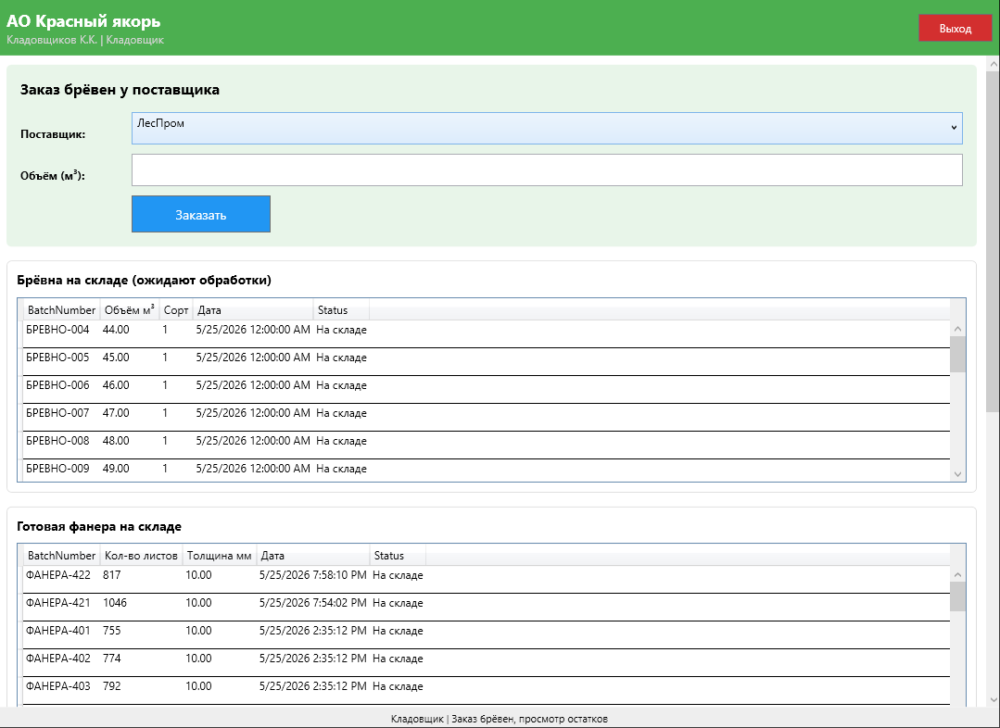 АО Красный якорь
Кладовщиков К.К. | Кладовщик
Выход
Заказ брёвен у поставщика
Поставщик: ЛесПром
Объём (м³):
Заказать
Брёвна на складе (ожидают обработки)
BatchNumber Объём м³ Сорт Дата Status
БРЕВНО-004 44.00 1 5/25/2026 12:00:00 AM На складе
БРЕВНО-005 45.00 1 5/25/2026 12:00:00 AM На складе
БРЕВНО-006 46.00 1 5/25/2026 12:00:00 AM На складе
БРЕВНО-007 47.00 1 5/25/2026 12:00:00 AM На складе
БРЕВНО-008 48.00 1 5/25/2026 12:00:00 AM На складе
БРЕВНО-009 49.00 1 5/25/2026 12:00:00 AM На складе
Готовая фанера на складе
BatchNumber Кол-во листов Толщина мм Дата Status
ФАНЕРА-422 817 10.00 5/25/2026 7:58:10 PM На складе
ФАНЕРА-421 1046 10.00 5/25/2026 7:54:02 PM На складе
ФАНЕРА-401 755 10.00 5/25/2026 2:35:12 PM На складе
ФАНЕРА-402 774 10.00 5/25/2026 2:35:12 PM На складе
ФАНЕРА-403 792 10.00 5/25/2026 2:35:12 PM На складе
Кладовщик | Заказ брёвен, просмотр остатков